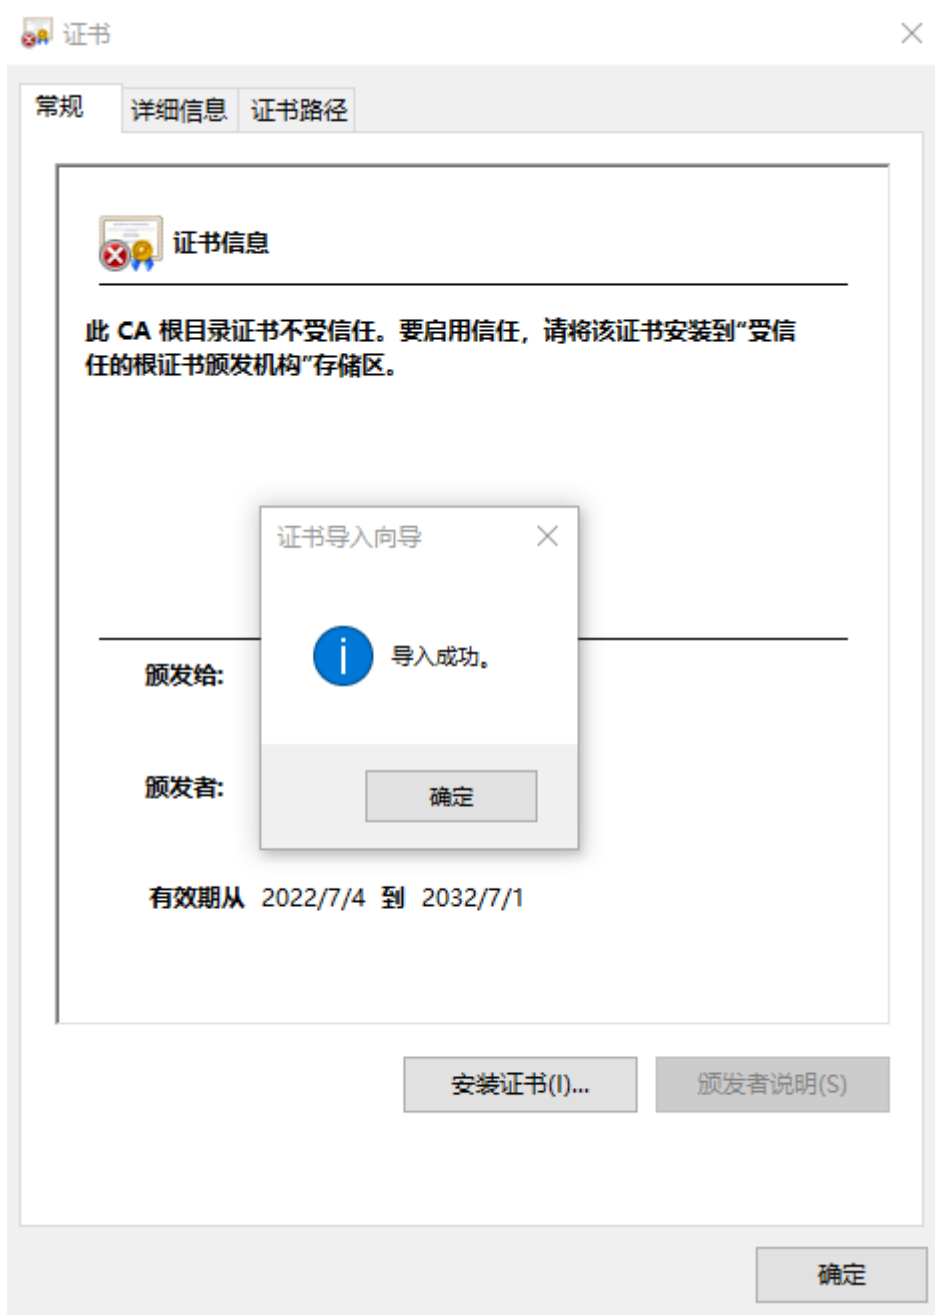 证书
常规
详细信息
证书路径
证书信息
此 CA 根目录证书不受信任。要启用信任，请将该证书安装到“受信
任的根证书颁发机构”存储区。
证书导入向导
导入成功。
确定
颁发给:
颁发者:
有效期从 2022/7/4 到 2032/7/1
安装证书(I)...
颁发者说明(S)
确定